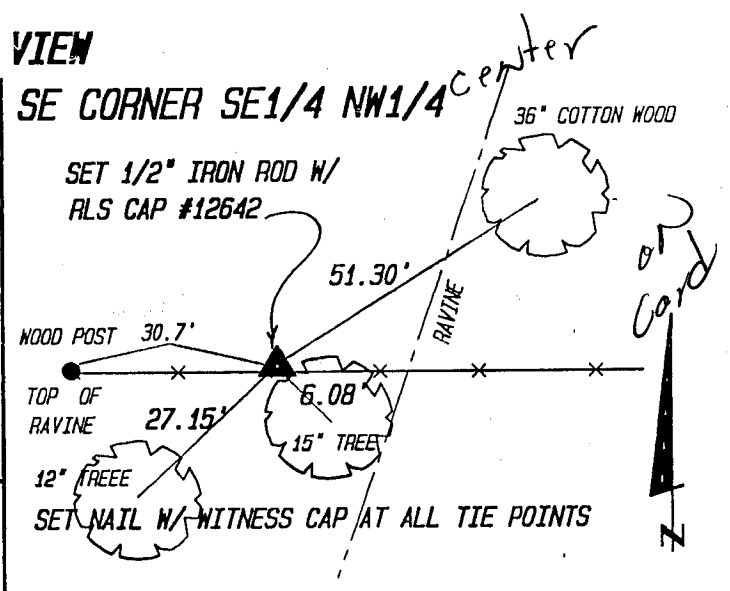 VIEW
SE CORNER SE1/4 NW1/4
center
36" COTTON WOOD
SET 1/2" IRON ROD W/
RLS CAP #12642
51.30'
or
Card
RAVINE
WOOD POST
30.7'
TOP OF
RAVINE
27.15'
6.08'
15" TREE
12" TREEE
SET NAIL W/ WITNESS CAP AT ALL TIE POINTS
N